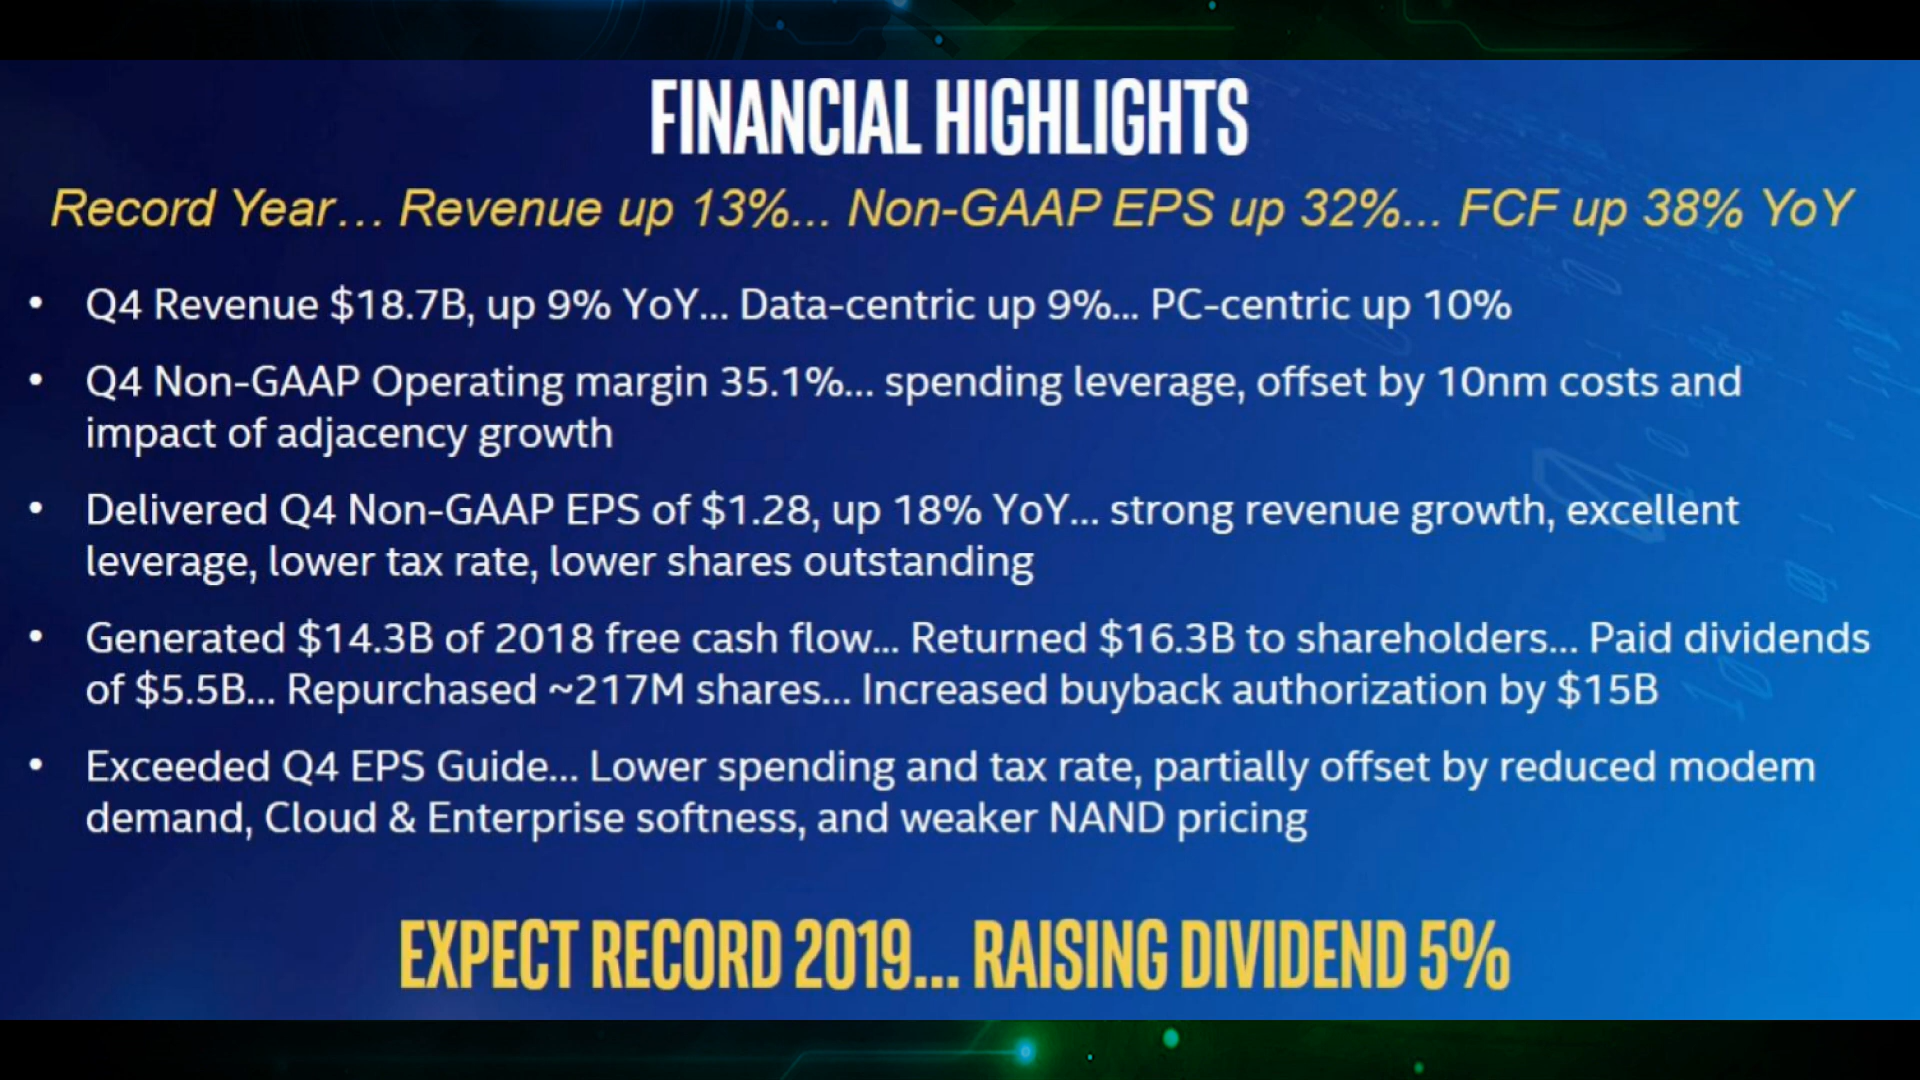 FINANCIAL HIGHLIGHTS
Record Year... Revenue up 13%... Non-GAAP EPS up 32%... FCF up 38% YoY
• Q4 Revenue $18.7B, up 9% YoY... Data-centric up 9%... PC-centric up 10%
• Q4 Non-GAAP Operating margin 35.1%... spending leverage, offset by 10nm costs and
impact of adjacency growth
• Delivered Q4 Non-GAAP EPS of $1.28, up 18% YoY... strong revenue growth, excellent
leverage, lower tax rate, lower shares outstanding
• Generated $14.3B of 2018 free cash flow... Returned $16.3B to shareholders... Paid dividends
of $5.5B... Repurchased ~217M shares... Increased buyback authorization by $15B
• Exceeded Q4 EPS Guide... Lower spending and tax rate, partially offset by reduced modem
demand, Cloud & Enterprise softness, and weaker NAND pricing
EXPECT RECORD 2019... RAISING DIVIDEND 5%